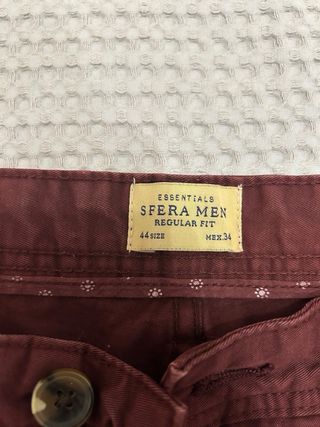 ESSENTIALS
SFERA MEN
REGULAR FIT
44 SIZE MEX.34